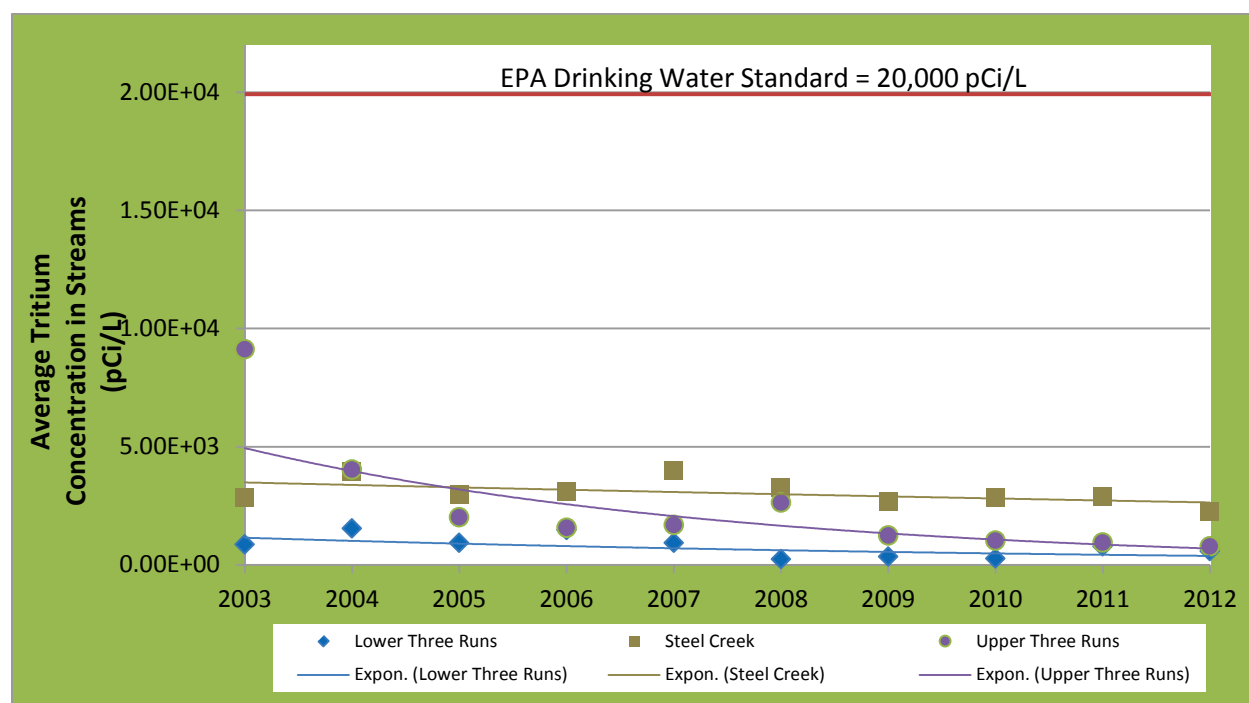 EPA Drinking Water Standard = 20,000 pCi/L
Average Tritium
Concentration in Streams
(pCi/L)
2.00E+04
1.50E+04
1.00E+04
5.00E+03
0.00E+00
2003 2004 2005 2006 2007 2008 2009 2010 2011 2012
Lower Three Runs Steel Creek Upper Three Runs
Expon. (Lower Three Runs) Expon. (Steel Creek) Expon. (Upper Three Runs)